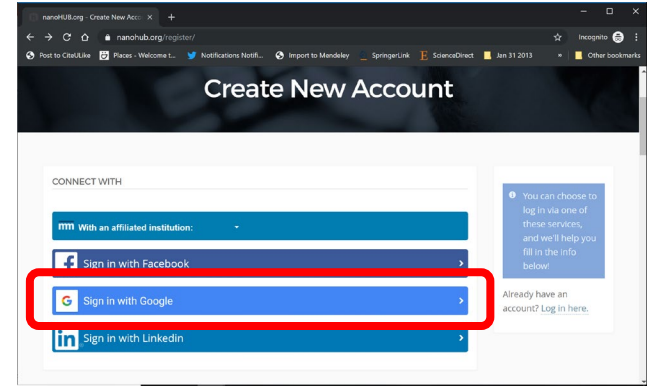 nanoHUB.org - Create New Acco
nanohub.org/register/
Incognito
Post to CiteULike
Places - Welcome t...
Notifications Notifi...
Import to Mendeley
SpringerLink
ScienceDirect
Jan 31 2013
»
Other bookmarks
Create New Account
CONNECT WITH
With an affiliated institution:
Sign in with Facebook
Sign in with Google
Sign in with Linkedin
You can choose to
log in via one of
these services,
and we'll help you
fill in the info
below!
Already have an
account? Log in here.